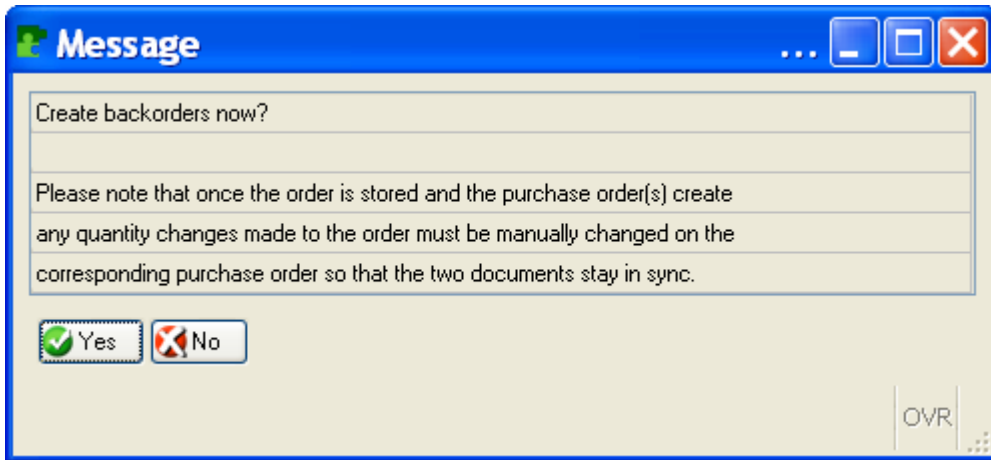 Message
...
Create backorders now?
Please note that once the order is stored and the purchase order(s) create
any quantity changes made to the order must be manually changed on the
corresponding purchase order so that the two documents stay in sync.
Yes No
OVR